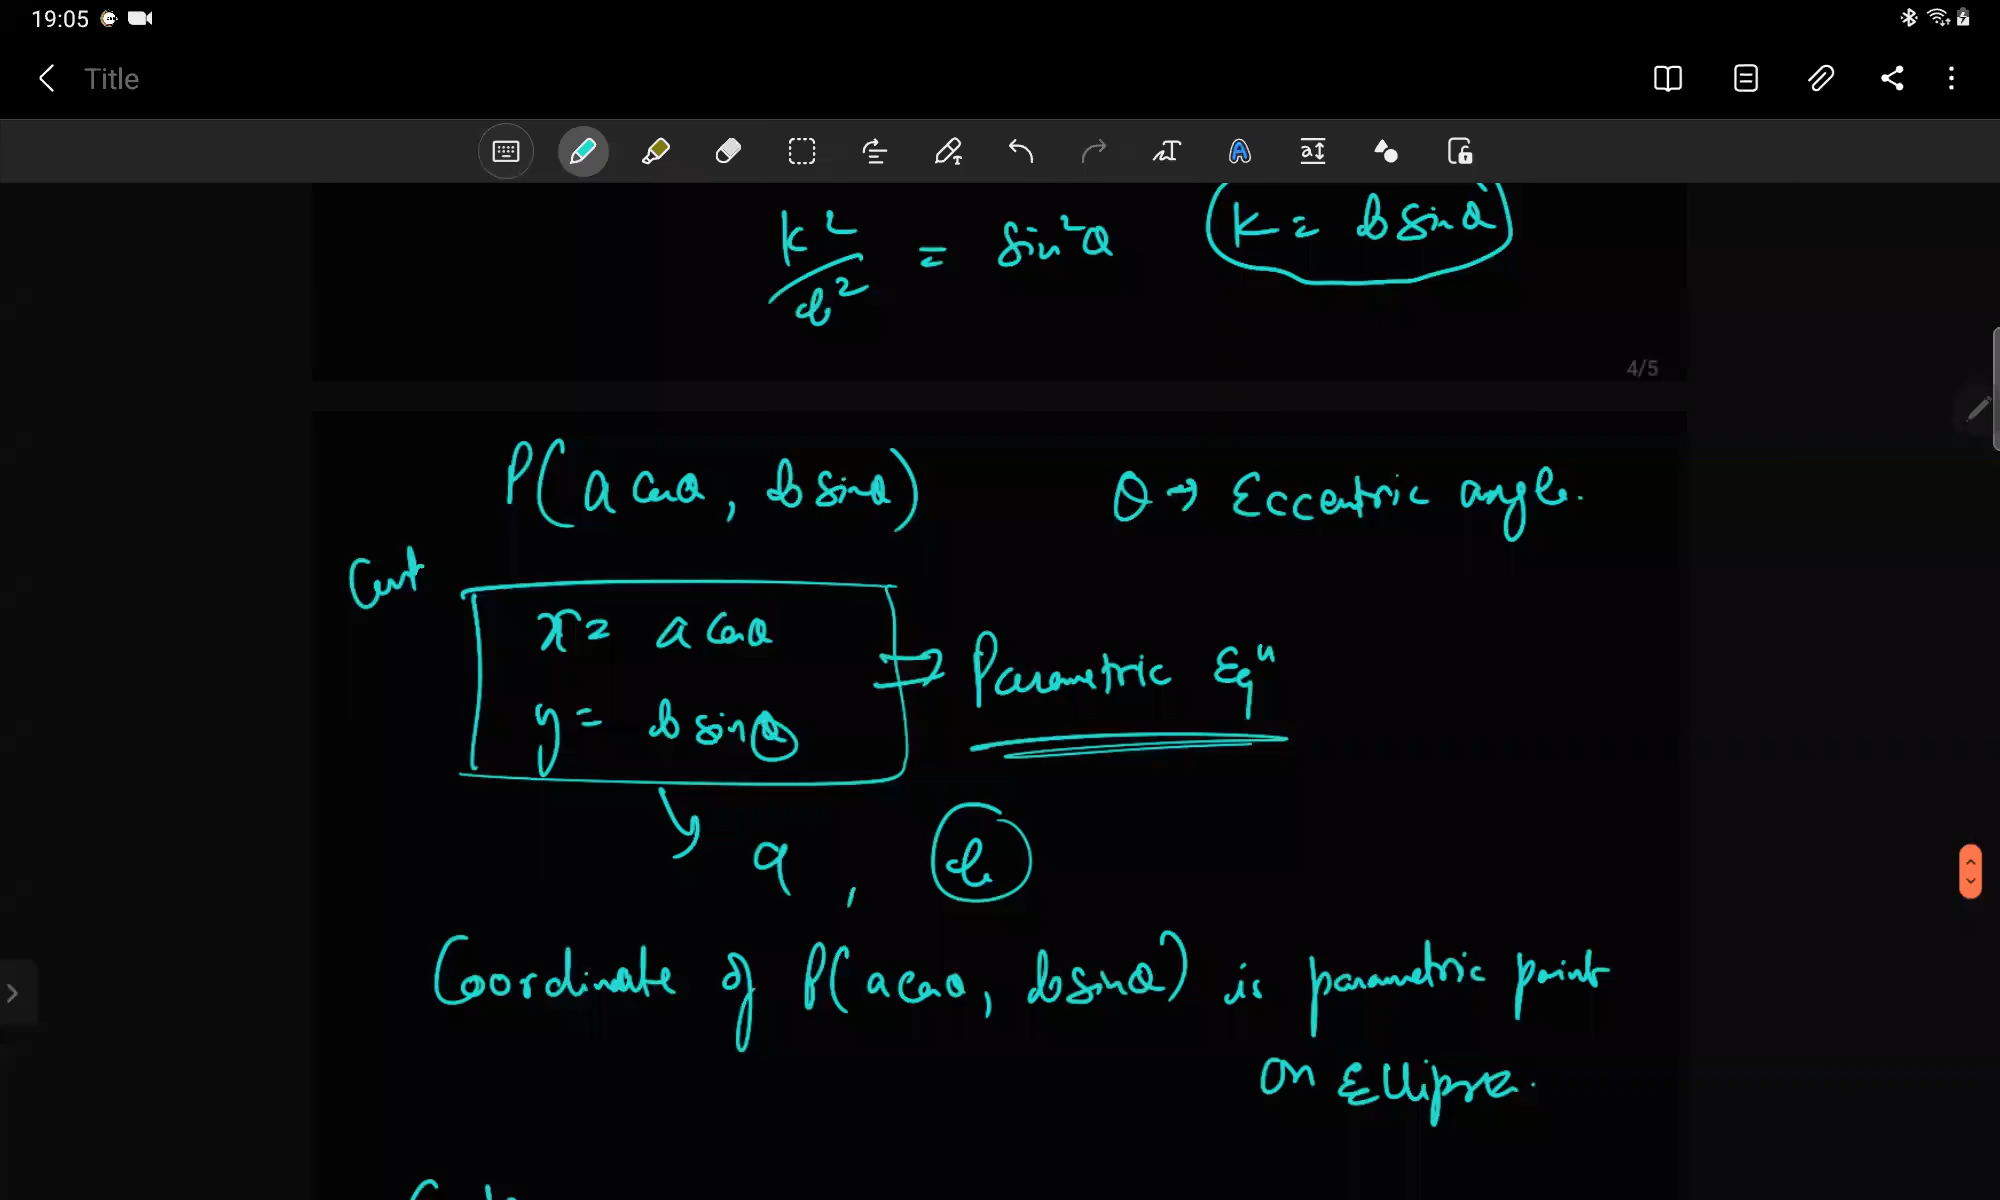 19:05
Title
k²/b² = sin²θ  k = b sinθ
4/5
P(a cosθ, b sinθ)  θ → Eccentric angle.
x = a cosθ
y = b sinθ
⇒ Parametric Eqⁿ
a, b
Coordinate of P(a cosθ, b sinθ) is parametric point
on Ellipse.